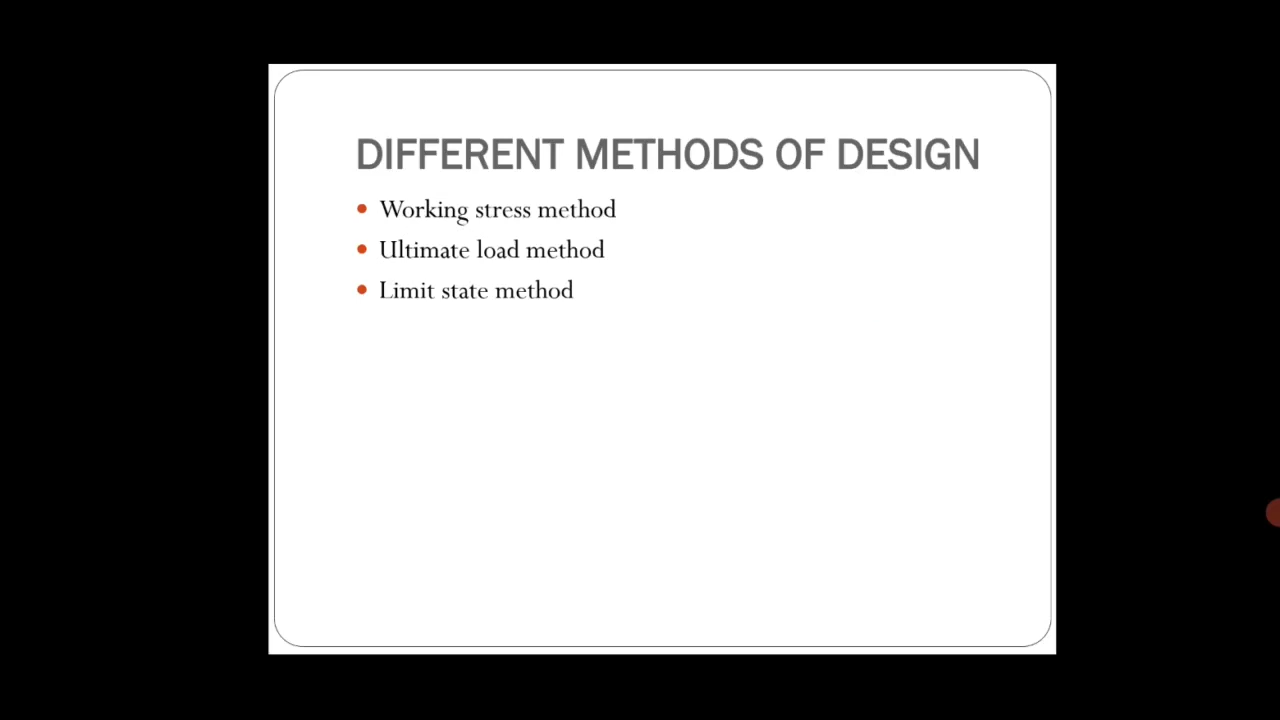 DIFFERENT METHODS OF DESIGN
Working stress method
Ultimate load method
Limit state method